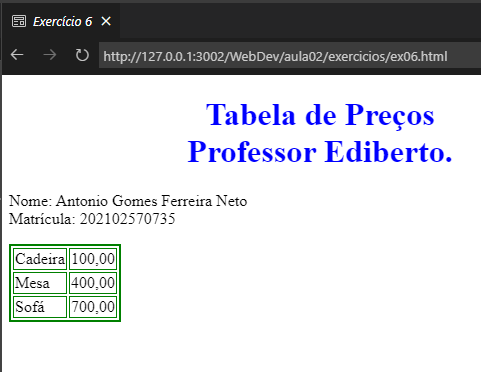 Exercício 6
http://127.0.0.1:3002/WebDev/aula02/exercicios/ex06.html
Tabela de Preços
Professor Ediberto.
Nome: Antonio Gomes Ferreira Neto
Matrícula: 202102570735
Cadeira 100,00
Mesa 400,00
Sofá 700,00